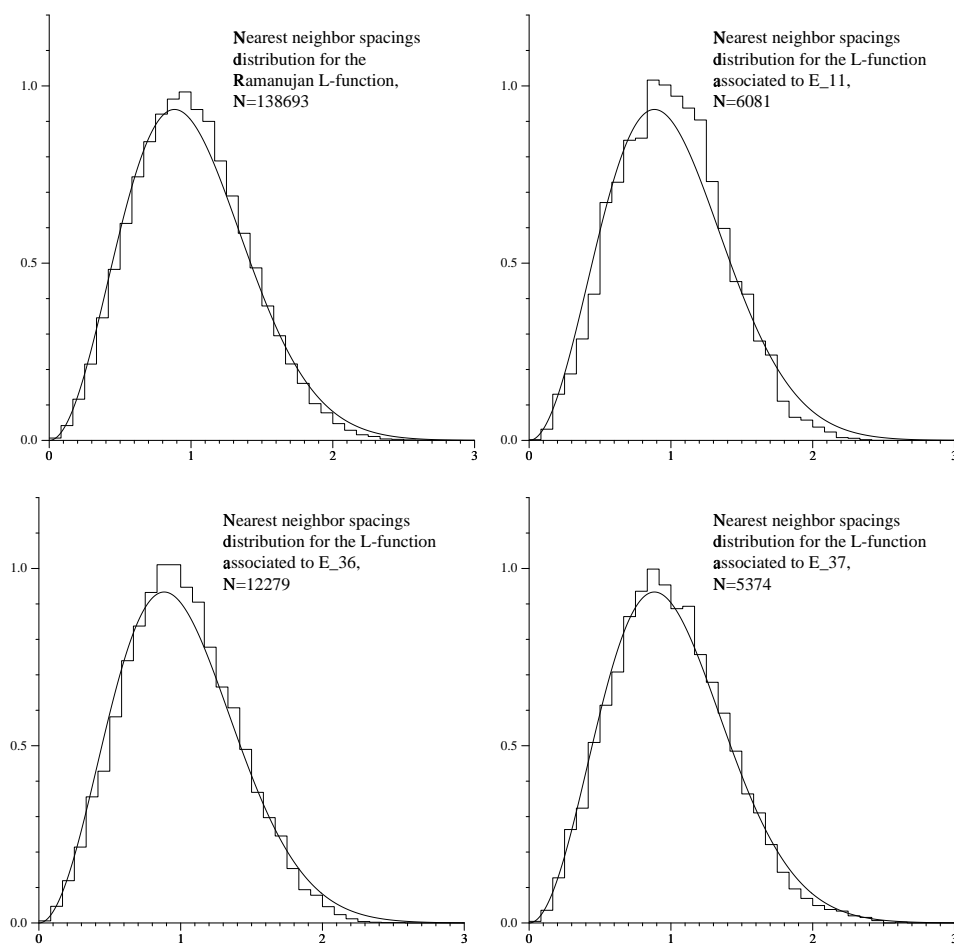 Nearest neighbor spacings
distribution for the
Ramanujan L-function,
N=138693
1.0
0.5
0.0
0 1 2 3
Nearest neighbor spacings
distribution for the L-function
associated to E_11,
N=6081
1.0
0.5
0.0
0 1 2 3
Nearest neighbor spacings
distribution for the L-function
associated to E_36,
N=12279
1.0
0.5
0.0
0 1 2 3
Nearest neighbor spacings
distribution for the L-function
associated to E_37,
N=5374
1.0
0.5
0.0
0 1 2 3